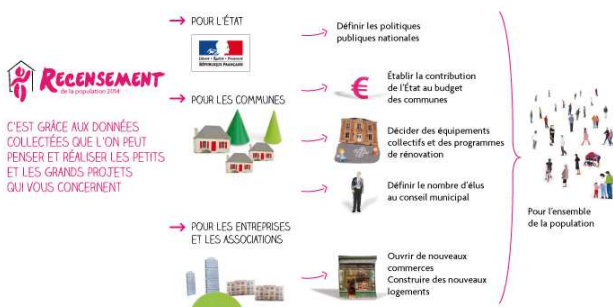 RECENSEMENT
de la population 2014
C'EST GRÂCE AUX DONNÉES
COLLECTÉES QUE L'ON PEUT
PENSER ET RÉALISER LES PETITS
ET LES GRANDS PROJETS
QUI VOUS CONCERNENT
→ POUR L'ÉTAT
Liberté • Égalité • Fraternité
RÉPUBLIQUE FRANÇAISE
Définir les politiques
publiques nationales
→ POUR LES COMMUNES
€
Établir la contribution
de l'État au budget
des communes
Décider des équipements
collectifs et des programmes
de rénovation
Définir le nombre d'élus
au conseil municipal
→ POUR LES ENTREPRISES
ET LES ASSOCIATIONS
Ouvrir de nouveaux
commerces
Construire des nouveaux
logements
Pour l'ensemble
de la population